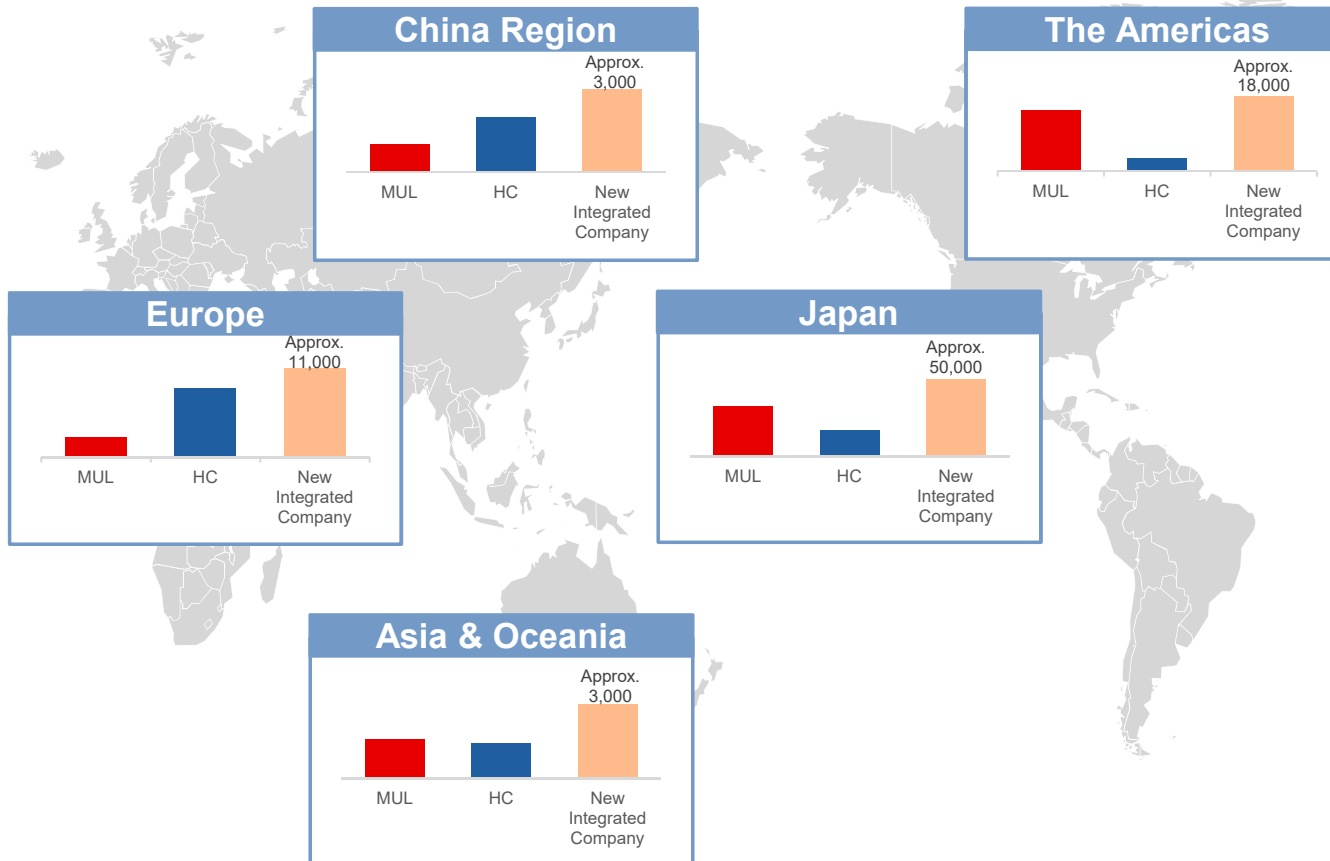 China Region
Approx.
3,000
MUL
HC
New
Integrated
Company
The Americas
Approx.
18,000
MUL
HC
New
Integrated
Company
Europe
Approx.
11,000
MUL
HC
New
Integrated
Company
Japan
Approx.
50,000
MUL
HC
New
Integrated
Company
Asia & Oceania
Approx.
3,000
MUL
HC
New
Integrated
Company